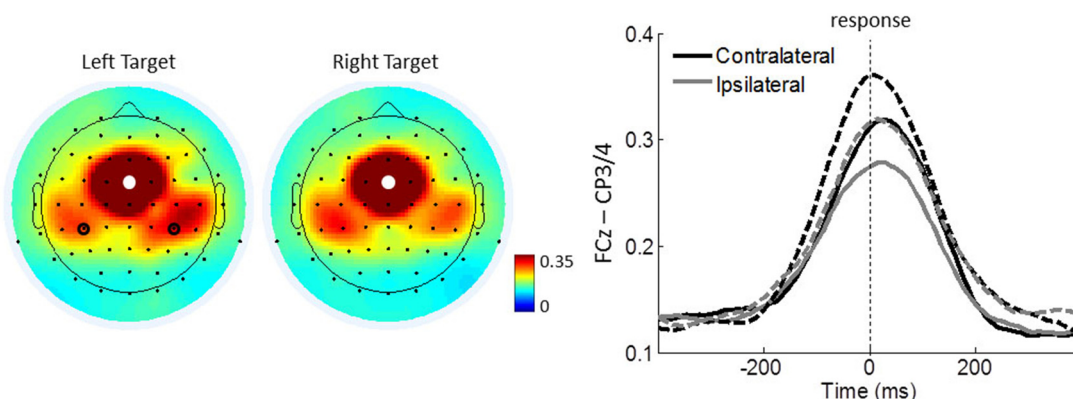 Left Target
Right Target
0.35
0
response
Contralateral
Ipsilateral
FCz – CP3/4
0.4
0.3
0.2
0.1
-200
0
200
Time (ms)